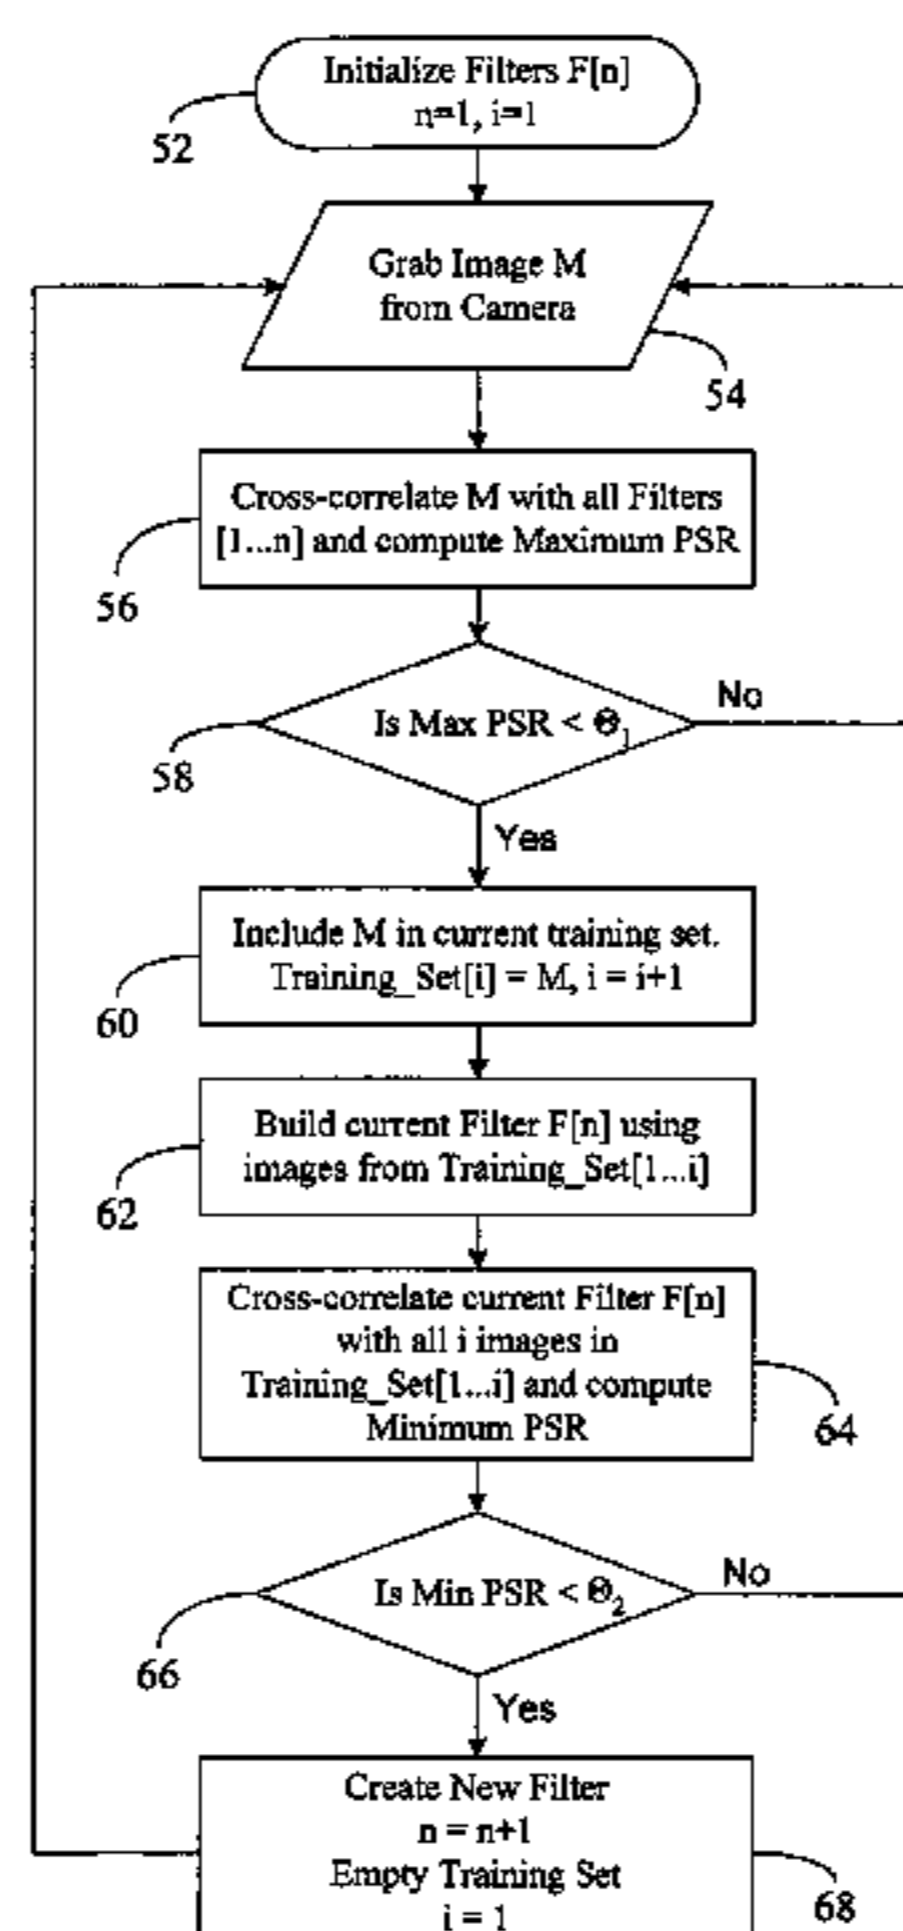 Initialize Filters F[n]
n=1, i=1
52
Grab Image M
from Camera
54
Cross-correlate M with all Filters
[1...n] and compute Maximum PSR
56
Is Max PSR < Θ1
No
58
Yes
Include M in current training set.
Training_Set[i] = M, i = i+1
60
Build current Filter F[n] using
images from Training_Set[1...i]
62
Cross-correlate current Filter F[n]
with all i images in
Training_Set[1...i] and compute
Minimum PSR
64
Is Min PSR < Θ2
No
66
Yes
Create New Filter
n = n+1
Empty Training Set
i = 1
68